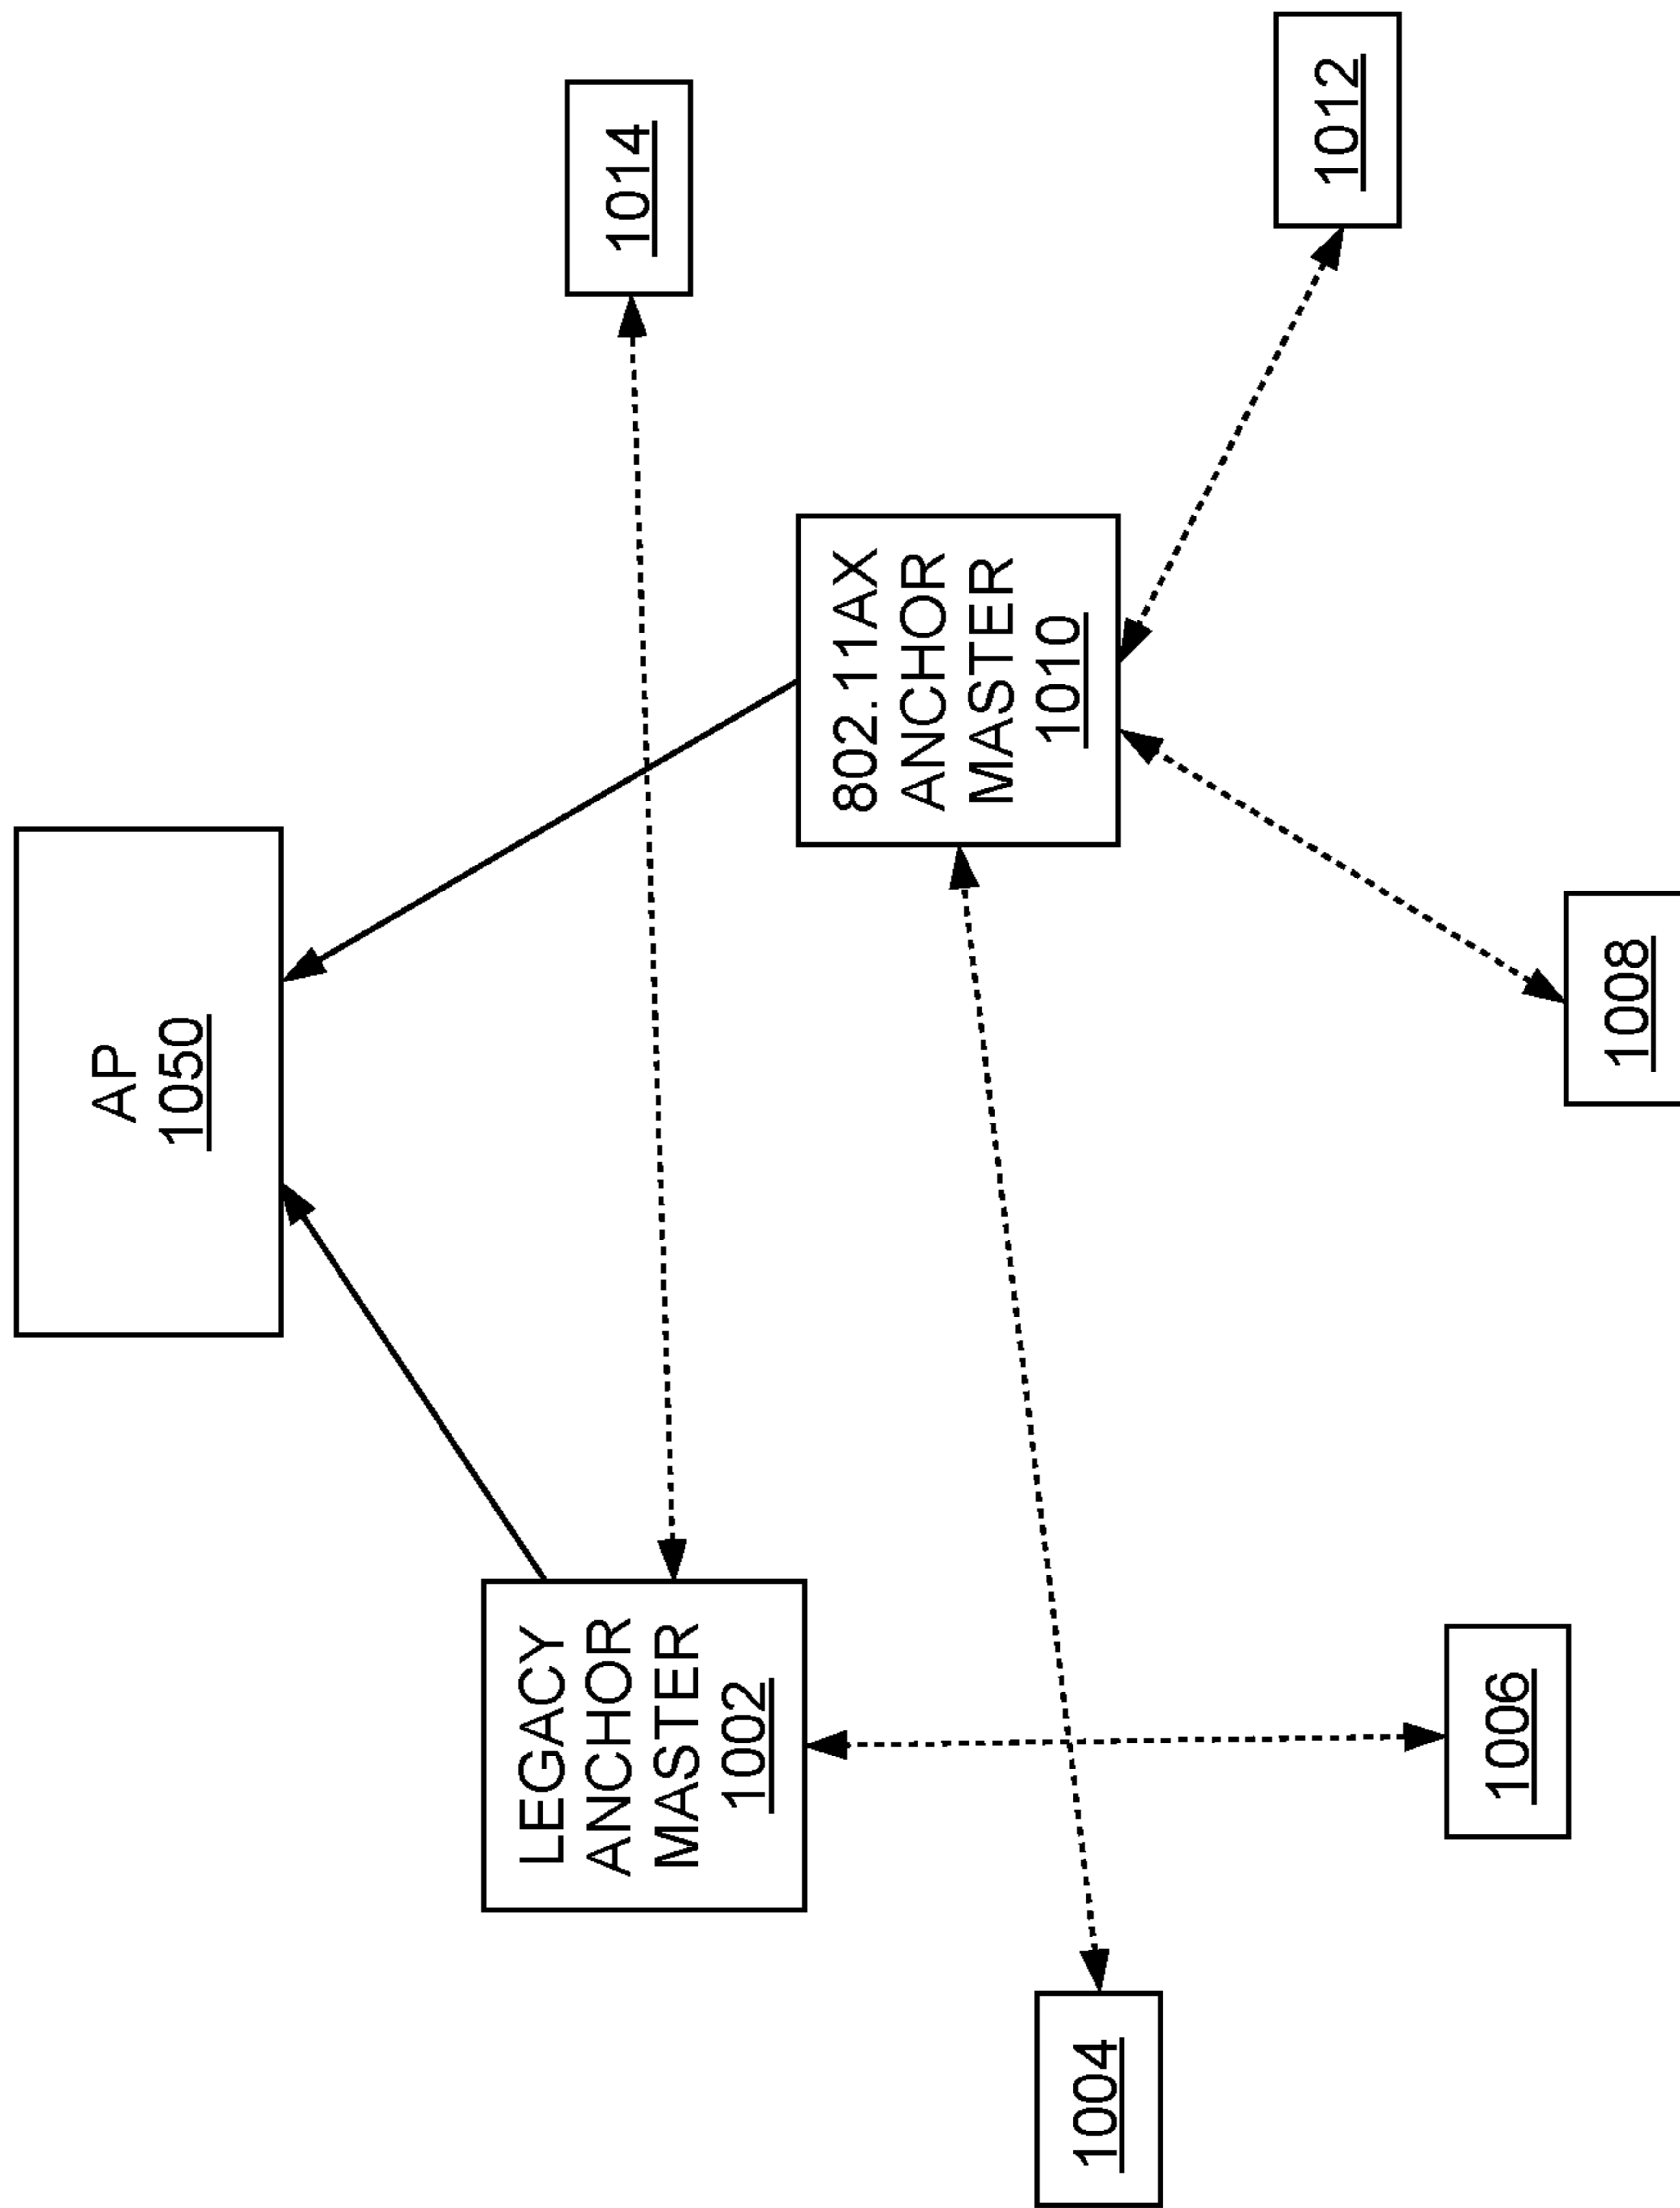 AP
1050
LEGACY
ANCHOR
MASTER
1002
1014
802.11AX
ANCHOR
MASTER
1010
1004
1012
1006
1008